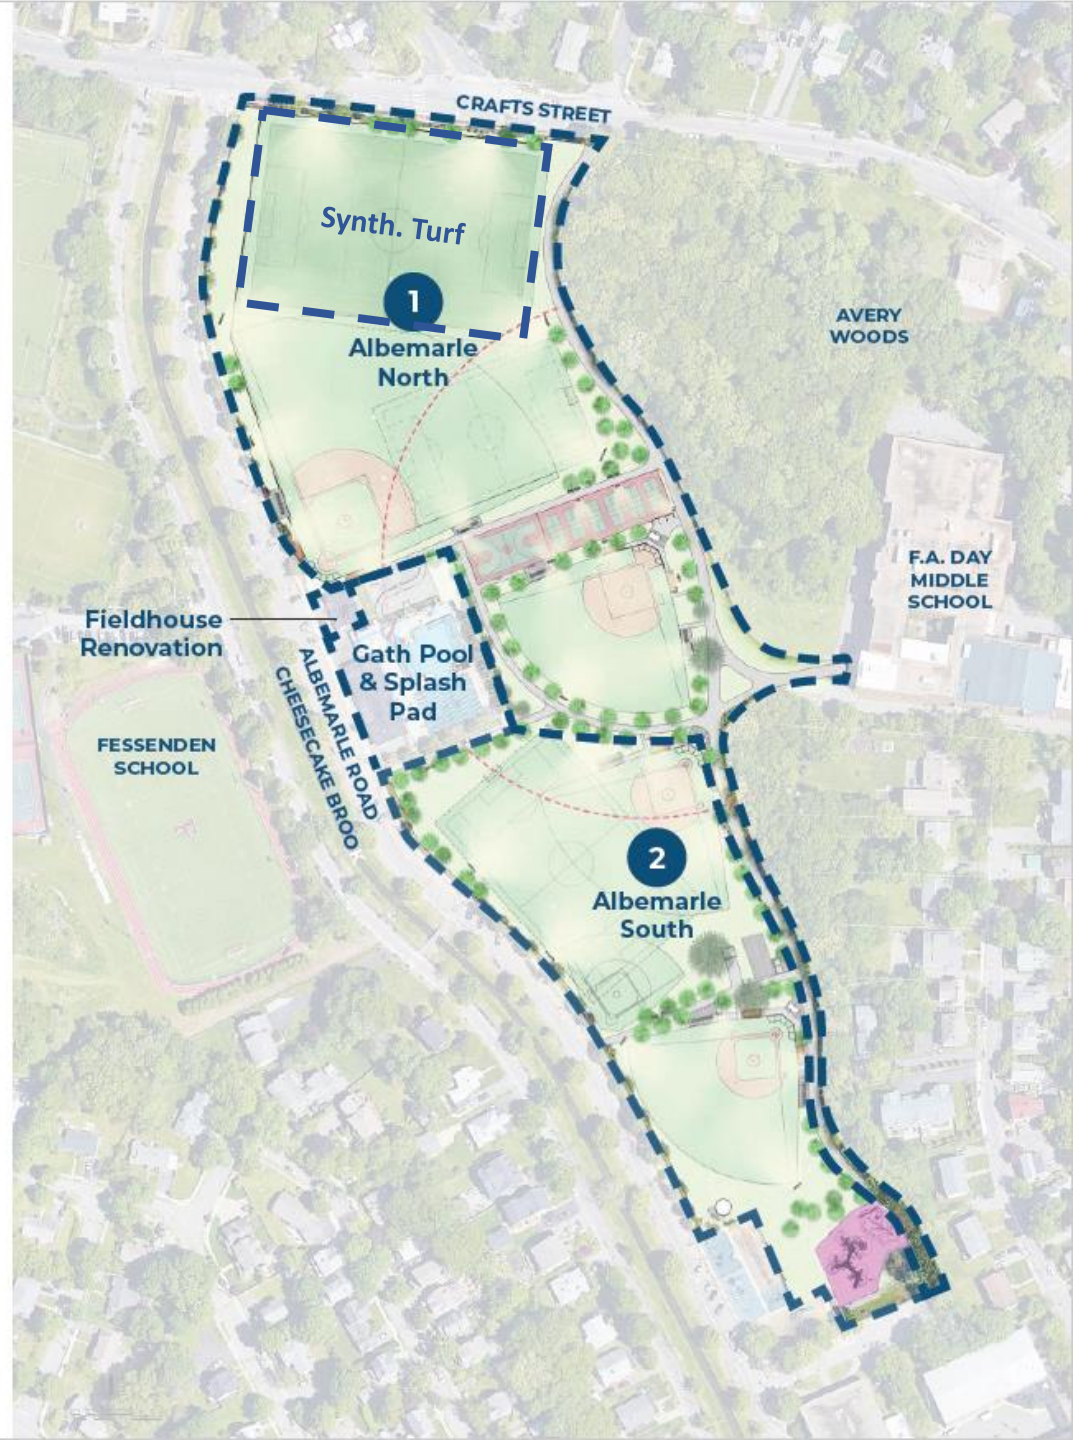 CRAFTS STREET
Synth. Turf
1
Albemarle
North
AVERY
WOODS
F.A. DAY
MIDDLE
SCHOOL
Fieldhouse
Renovation
Gath Pool
& Splash
Pad
ALBEMARLE ROAD
CHEESECAKE BROO
FESSENDEN
SCHOOL
2
Albemarle
South